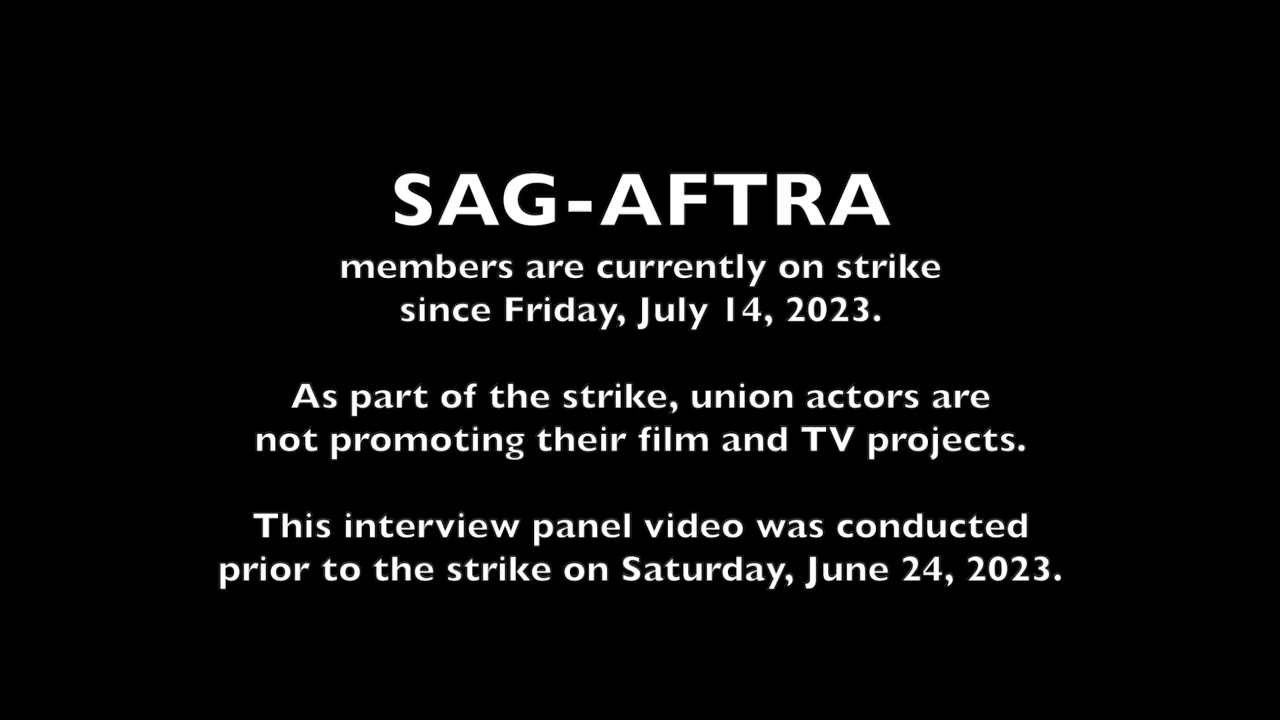 SAG-AFTRA
members are currently on strike
since Friday, July 14, 2023.
As part of the strike, union actors are
not promoting their film and TV projects.
This interview panel video was conducted
prior to the strike on Saturday, June 24, 2023.